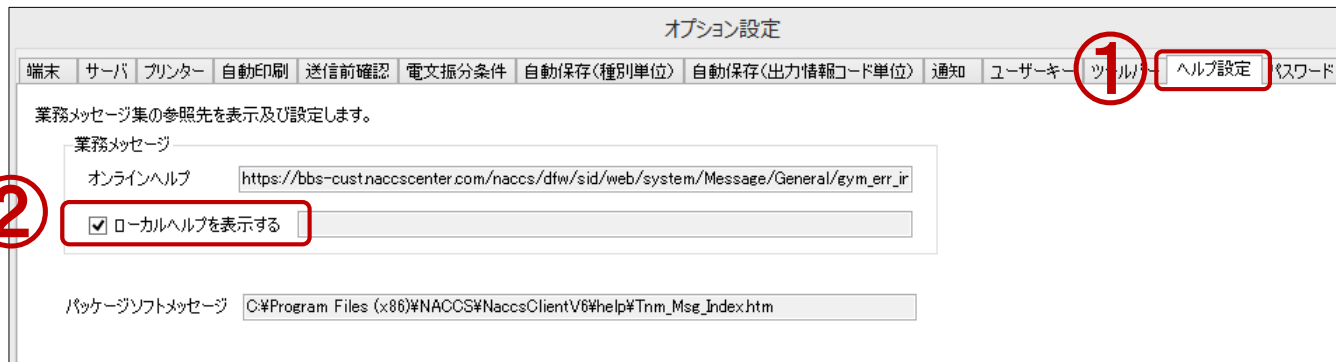 オプション設定
①
端末 サーバ プリンター 自動印刷 送信前確認 電文振分条件 自動保存(種別単位) 自動保存(出力情報コード単位) 通知 ユーザーキー ツールバー ヘルプ設定 パスワード
業務メッセージ集の参照先を表示及び設定します。
業務メッセージ
オンラインヘルプ https://bbs-cust.naccscenter.com/naccs/dfw/sid/web/system/Message/General/gym_err_ir
② ローカルヘルプを表示する
パッケージソフトメッセージ C:¥Program Files (x86)¥NACCS¥NaccsClientV6¥help¥Tnm_Msg_Index.htm